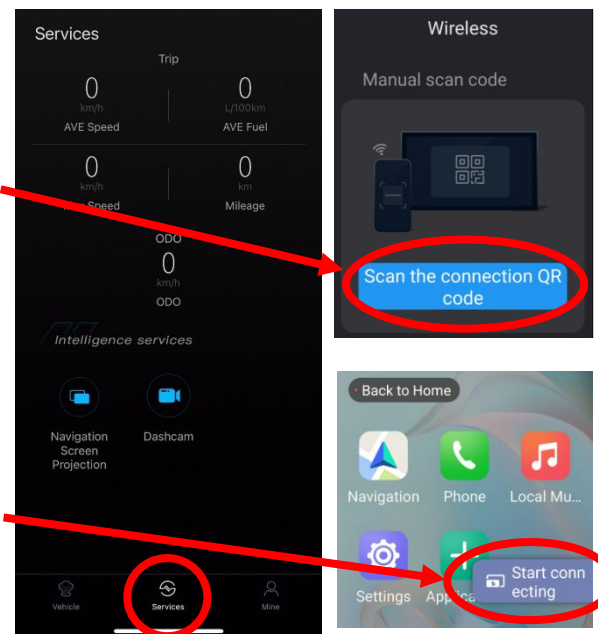 Services
Trip
0
0
km/h
L/100km
AVE Speed
AVE Fuel
0
0
km/h
km
Speed
Mileage
ODO
0
km/h
ODO
Intelligence services
Navigation
Screen
Projection
Dashcam
Vehicle
Services
Mine
Wireless
Manual scan code
Scan the connection QR
code
Back to Home
Navigation
Phone
Local Mu...
Settings
Applica
Start conn
ecting